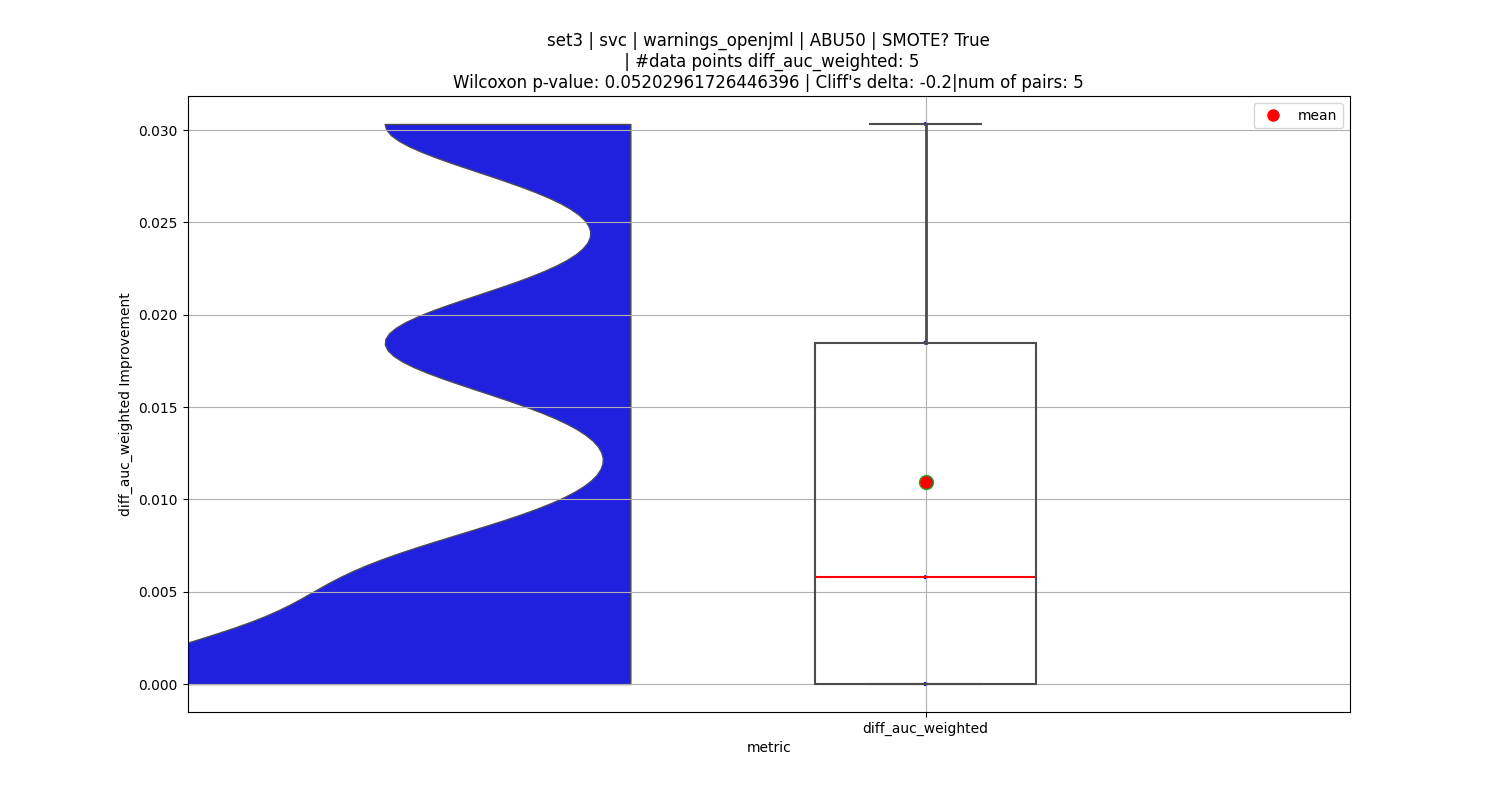 set3 | svc | warnings_openjml | ABU50 | SMOTE? True
| #data points diff_auc_weighted: 5
Wilcoxon p-value: 0.05202961726446396 | Cliff's delta: -0.2|num of pairs: 5
mean
0.030
0.025
0.020
0.015
0.010
0.005
0.000
diff_auc_weighted Improvement
diff_auc_weighted
metric